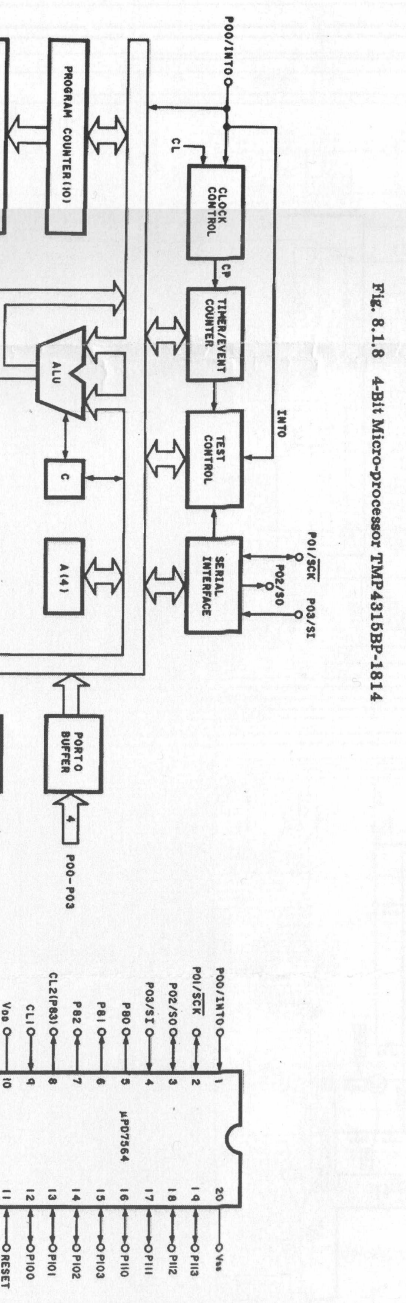 Fig. 8.1.8 4-Bit Micro-processor TMP4315BP-1814
P00/INT0
CL
CLOCK
CONTROL
CP
TIMER/EVENT
COUNTER
INT0
TEST
CONTROL
SERIAL
INTERFACE
P01/SCK
P02/SO
P03/SI
PROGRAM COUNTER(10)
ALU
C
A(4)
PORT 0
BUFFER
4
P00-P03
P00/INT0 1
P01/SCK 2
P02/SO 3
P03/SI 4
P80 5
P81 6
P82 7
CL2(P83) 8
CL1 9
VDD 10
μPD7564
20 Vss
19 P113
18 P112
17 P111
16 P110
15 P103
14 P102
13 P101
12 P100
11 RESET